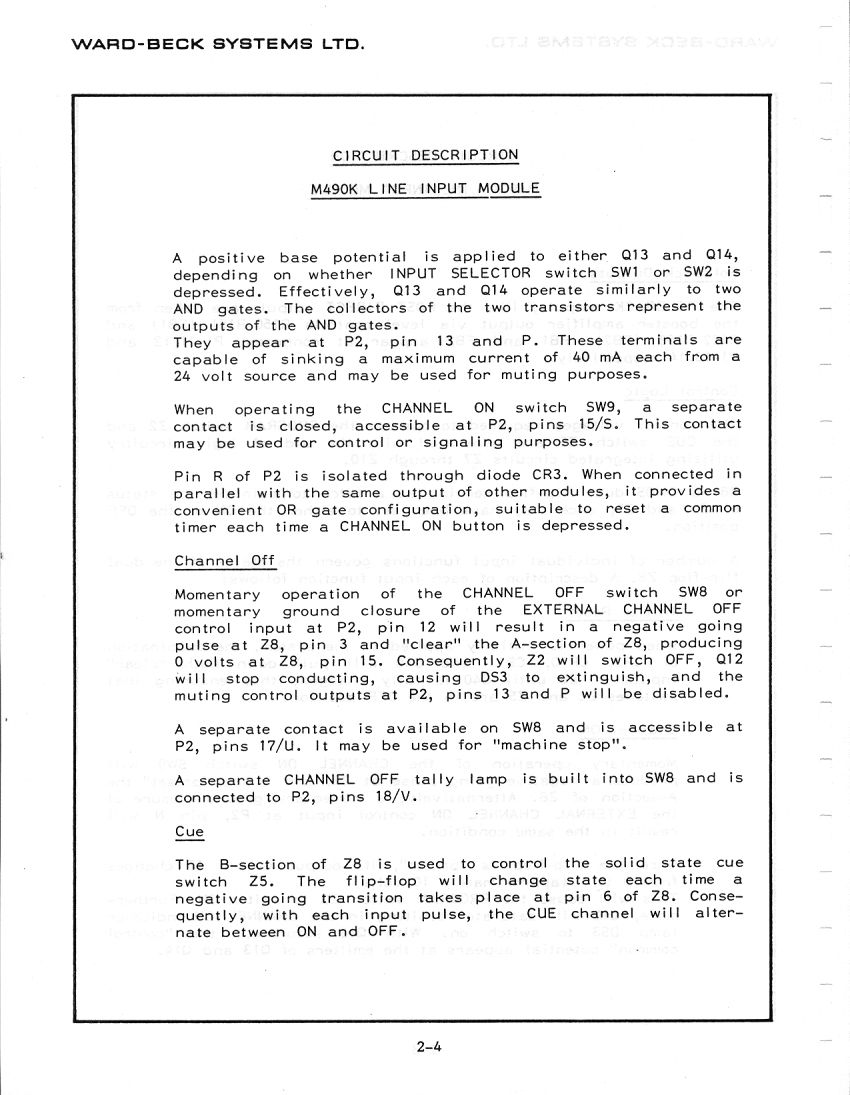 WARD-BECK SYSTEMS LTD.
CIRCUIT DESCRIPTION
M490K LINE INPUT MODULE
A positive base potential is applied to either Q13 and Q14,
depending on whether INPUT SELECTOR switch SW1 or SW2 is
depressed. Effectively, Q13 and Q14 operate similarly to two
AND gates. The collectors of the two transistors represent the
outputs of the AND gates.
They appear at P2, pin 13 and P. These terminals are
capable of sinking a maximum current of 40 mA each from a
24 volt source and may be used for muting purposes.
When operating the CHANNEL ON switch SW9, a separate
contact is closed, accessible at P2, pins 15/S. This contact
may be used for control or signaling purposes.
Pin R of P2 is isolated through diode CR3. When connected in
parallel with the same output of other modules, it provides a
convenient OR gate configuration, suitable to reset a common
timer each time a CHANNEL ON button is depressed.
Channel Off
Momentary operation of the CHANNEL OFF switch SW8 or
momentary ground closure of the EXTERNAL CHANNEL OFF
control input at P2, pin 12 will result in a negative going
pulse at Z8, pin 3 and "clear" the A-section of Z8, producing
0 volts at Z8, pin 15. Consequently, Z2 will switch OFF, Q12
will stop conducting, causing DS3 to extinguish, and the
muting control outputs at P2, pins 13 and P will be disabled.
A separate contact is available on SW8 and is accessible at
P2, pins 17/U. It may be used for "machine stop".
A separate CHANNEL OFF tally lamp is built into SW8 and is
connected to P2, pins 18/V.
Cue
The B-section of Z8 is used to control the solid state cue
switch Z5. The flip-flop will change state each time a
negative going transition takes place at pin 6 of Z8. Conse-
quently, with each input pulse, the CUE channel will alter-
nate between ON and OFF.
2-4